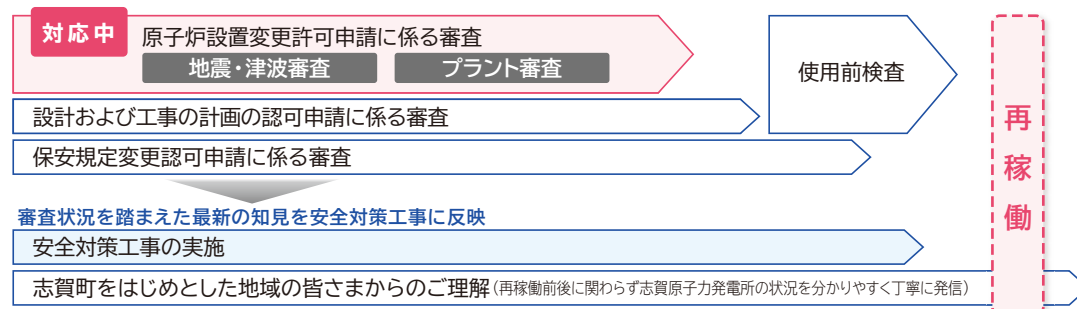 対応中
原子炉設置変更許可申請に係る審査
地震・津波審査
プラント審査
使用前検査
設計および工事の計画の認可申請に係る審査
保安規定変更認可申請に係る審査
審査状況を踏まえた最新の知見を安全対策工事に反映
安全対策工事の実施
志賀町をはじめとした地域の皆さまからのご理解(再稼働前後に関わらず志賀原子力発電所の状況を分かりやすく丁寧に発信)
再稼働